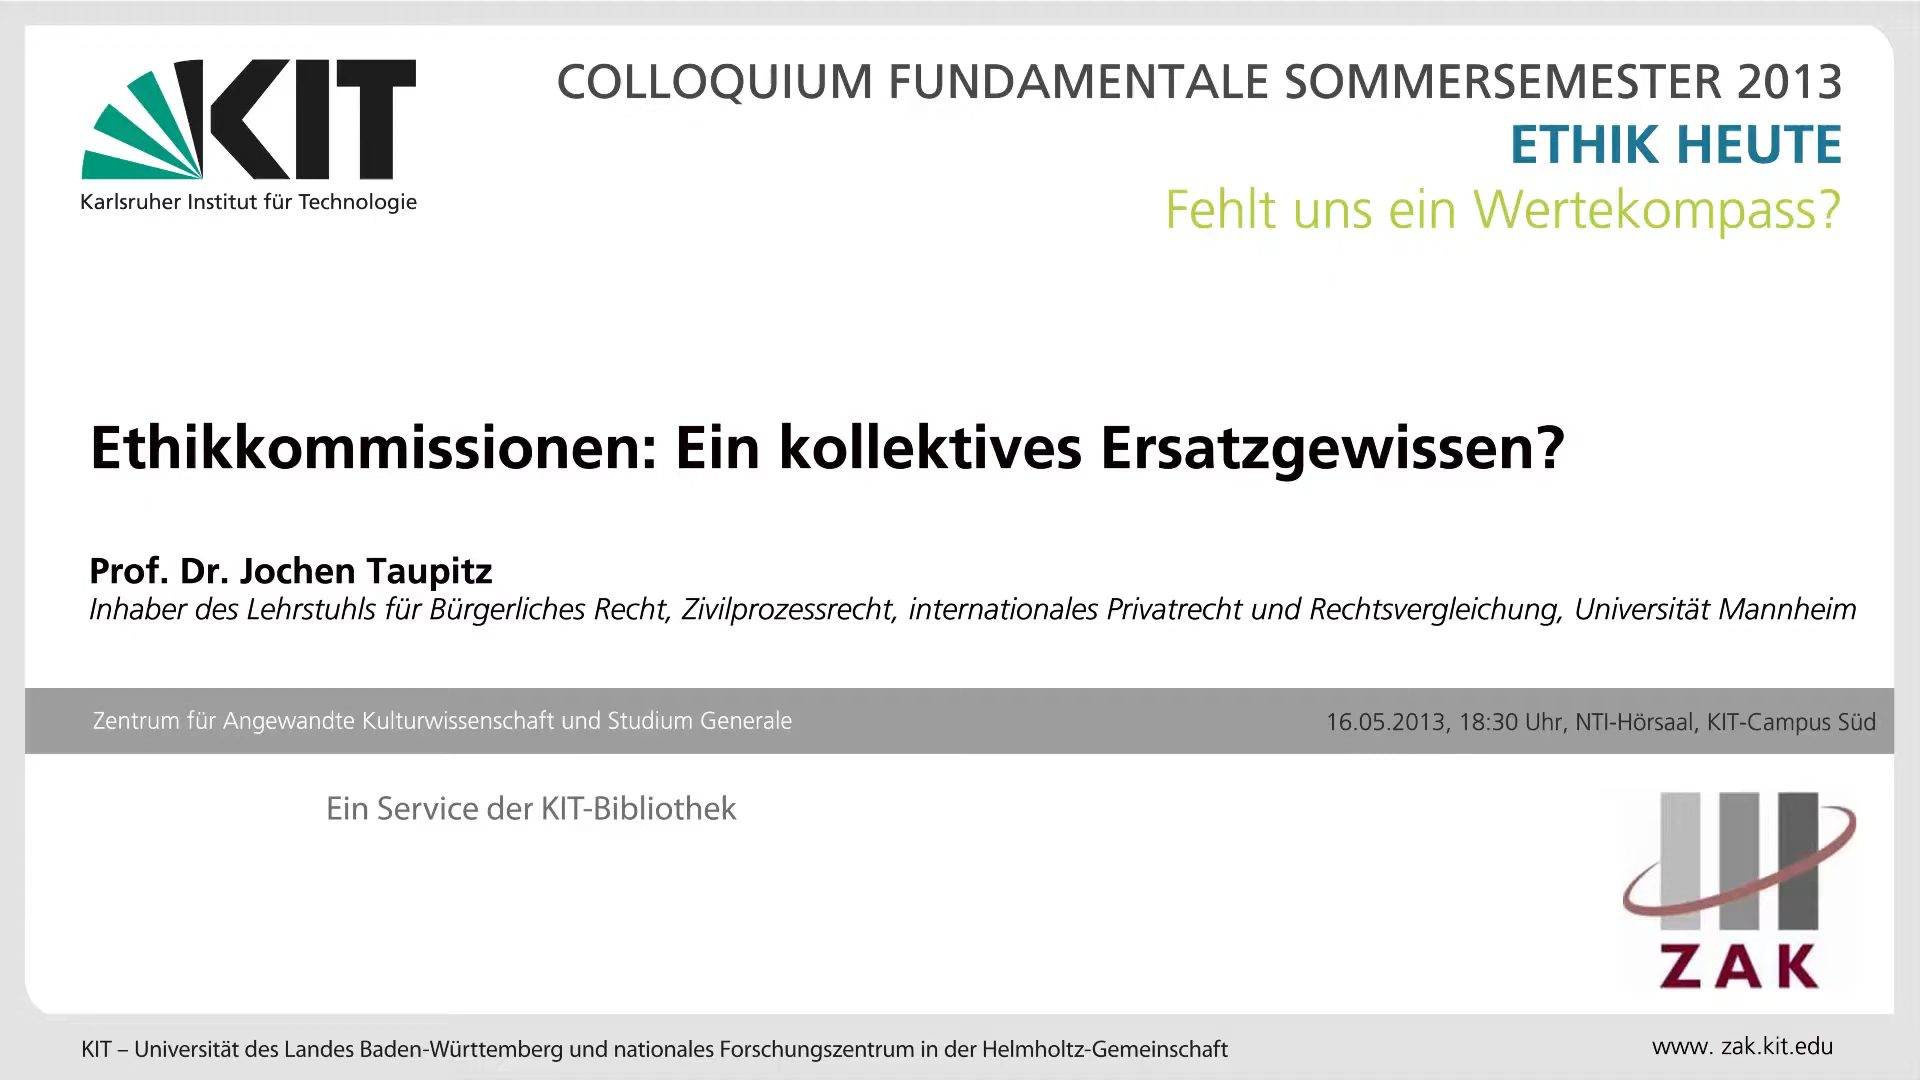 KIT
Karlsruher Institut für Technologie
COLLOQUIUM FUNDAMENTALE SOMMERSEMESTER 2013
ETHIK HEUTE
Fehlt uns ein Wertekompass?
Ethikkommissionen: Ein kollektives Ersatzgewissen?
Prof. Dr. Jochen Taupitz
Inhaber des Lehrstuhls für Bürgerliches Recht, Zivilprozessrecht, internationales Privatrecht und Rechtsvergleichung, Universität Mannheim
Zentrum für Angewandte Kulturwissenschaft und Studium Generale
16.05.2013, 18:30 Uhr, NTI-Hörsaal, KIT-Campus Süd
Ein Service der KIT-Bibliothek
ZAK
KIT – Universität des Landes Baden-Württemberg und nationales Forschungszentrum in der Helmholtz-Gemeinschaft
www. zak.kit.edu